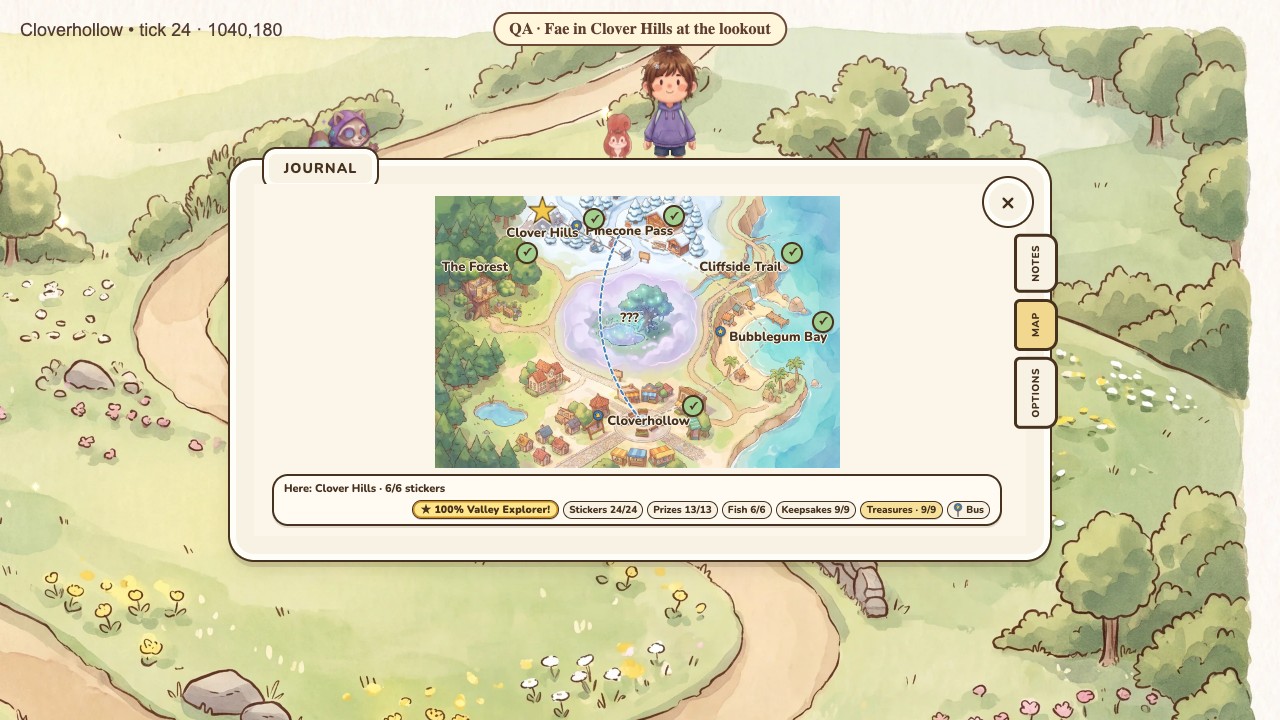 Cloverhollow • tick 24 · 1040,180
QA · Fae in Clover Hills at the lookout
JOURNAL
×
NOTES
MAP
OPTIONS
Clover Hills
Pinecone Pass
The Forest
Cliffside Trail
???
Bubblegum Bay
Cloverhollow
Here: Clover Hills · 6/6 stickers
★ 100% Valley Explorer!
Stickers 24/24
Prizes 13/13
Fish 6/6
Keepsakes 9/9
Treasures · 9/9
Bus